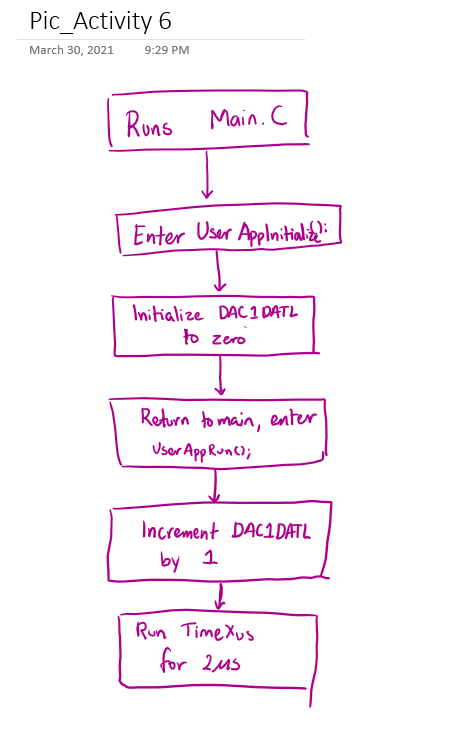 Pic_Activity 6
March 30, 2021 9:29 PM
Runs Main.C
Enter User AppInitialize();
Initialize DAC1DATL
to zero
Return to main, enter
UserAppRun();
Increment DAC1DATL
by 1
Run TimeXus
for 2us